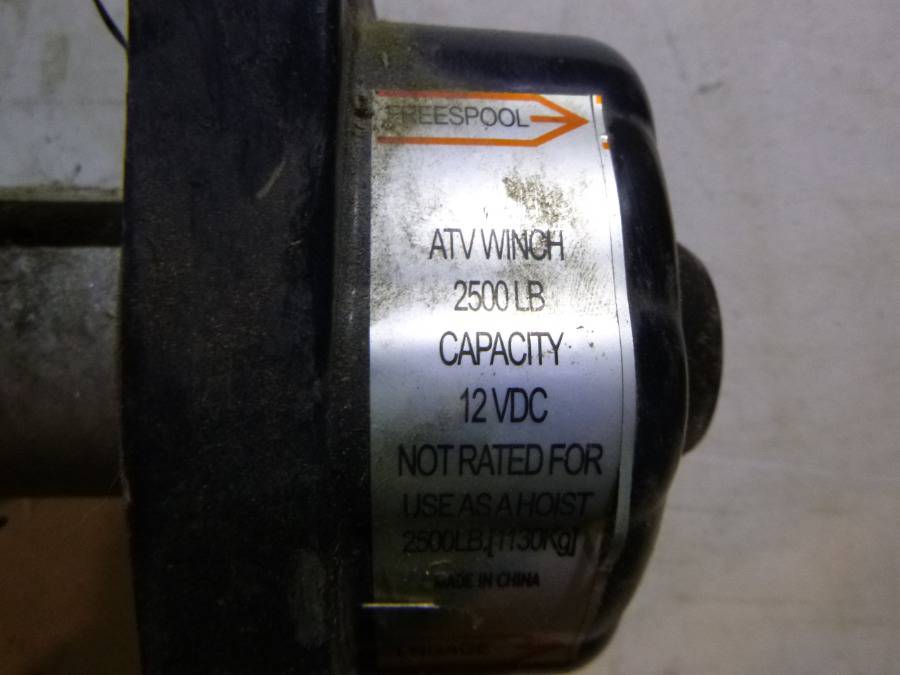 FREESPOOL
ATV WINCH
2500 LB
CAPACITY
12 VDC
NOT RATED FOR
USE AS A HOIST
2500LB.[1130Kg]
MADE IN CHINA
ENGAGE